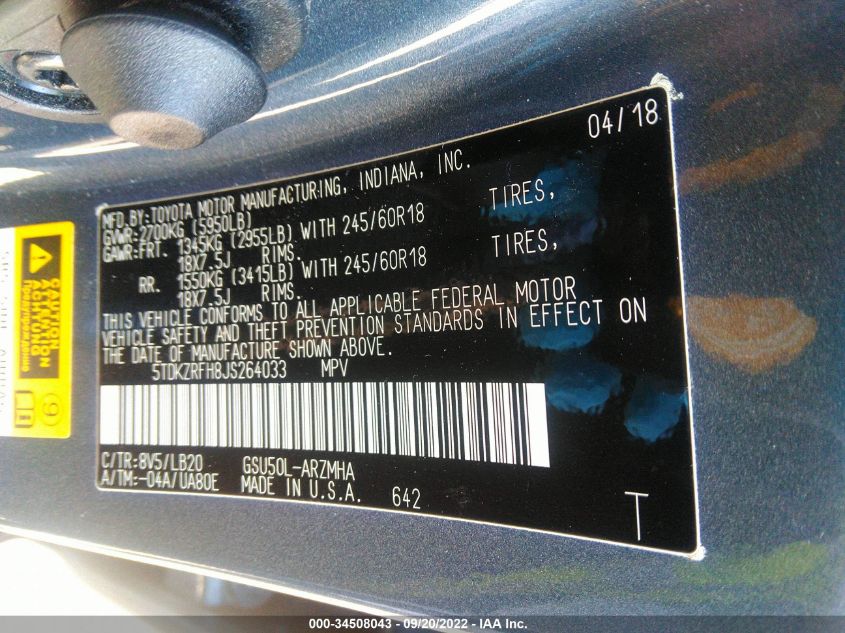 04/18
MFD.BY:TOYOTA MOTOR MANUFACTURING, INDIANA, INC.
GVWR:2700KG (5950LB)
GAWR:FRT. 1345KG (2955LB) WITH 245/60R18 TIRES,
18X7.5J RIMS.
RR. 1550KG (3415LB) WITH 245/60R18 TIRES,
18X7.5J RIMS.
THIS VEHICLE CONFORMS TO ALL APPLICABLE FEDERAL MOTOR
VEHICLE SAFETY AND THEFT PREVENTION STANDARDS IN EFFECT ON
THE DATE OF MANUFACTURE SHOWN ABOVE.
5TDKZRFH8JS264033 MPV
C/TR:8V5/LB20 GSU50L-ARZMHA
A/TM:-04A/UA80E MADE IN U.S.A. 642
T
CAUTION
ATTENTION
ACHTUNG
000-34508043 - 09/20/2022 - IAA Inc.